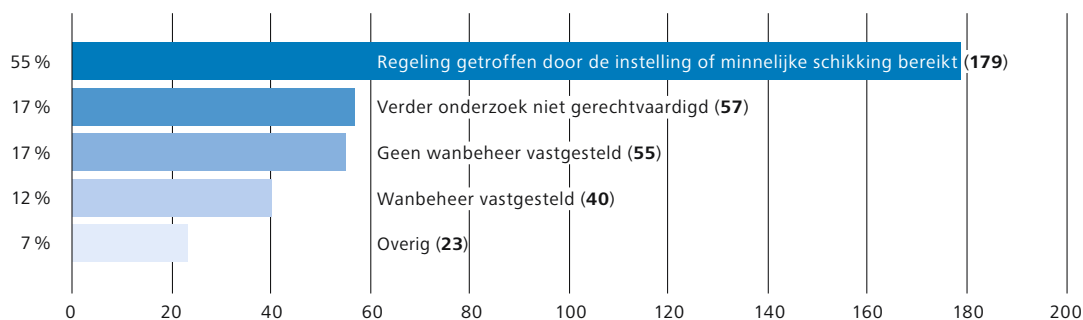 55 % Regeling getroffen door de instelling of minnelijke schikking bereikt (179)
17 % Verder onderzoek niet gerechtvaardigd (57)
17 % Geen wanbeheer vastgesteld (55)
12 % Wanbeheer vastgesteld (40)
7 % Overig (23)
0 20 40 60 80 100 120 140 160 180 200